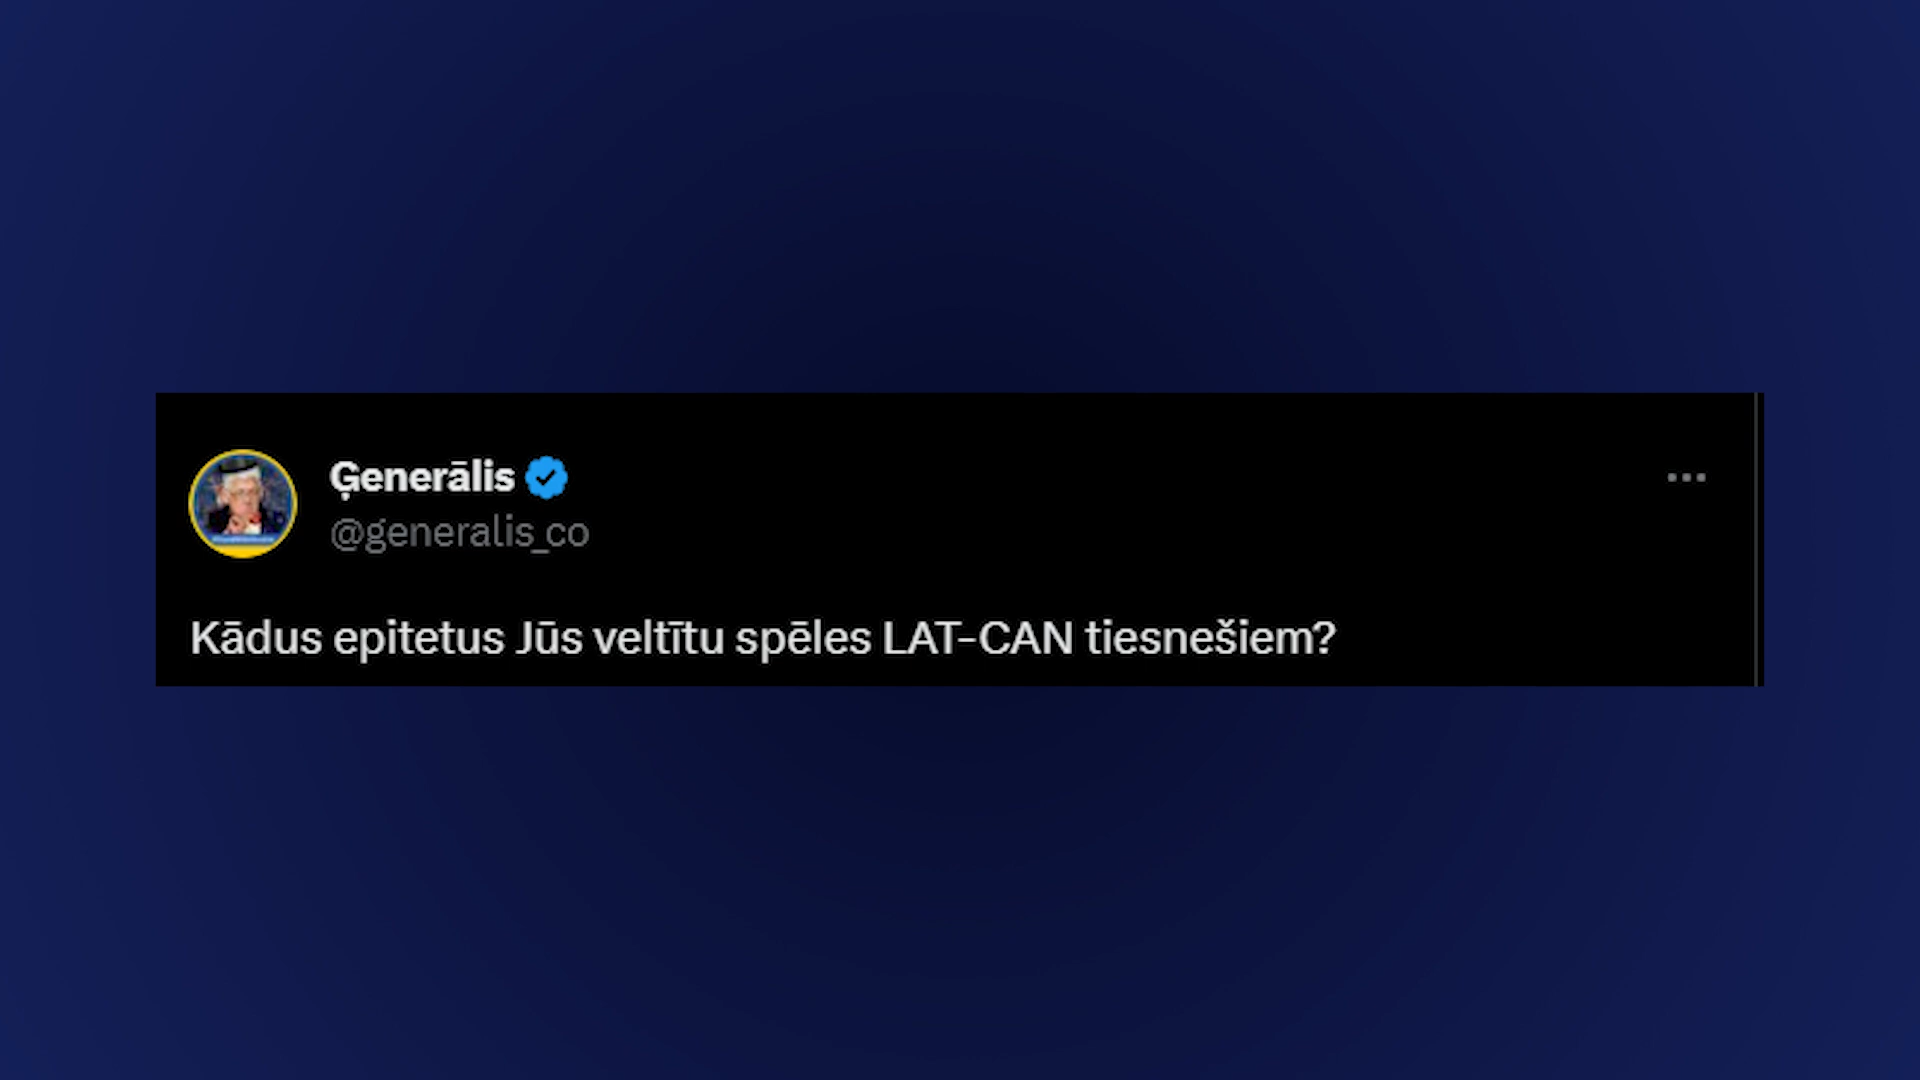 Ģenerālis
@generalis_co
Kādus epitetus Jūs veltītu spēles LAT-CAN tiesnešiem?